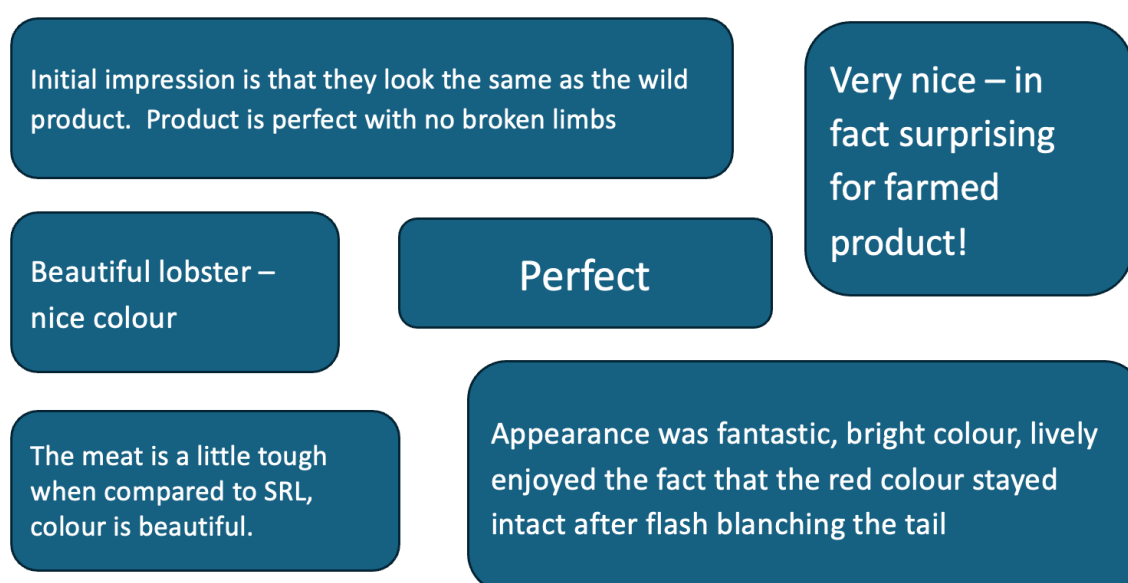 Initial impression is that they look the same as the wild
product.  Product is perfect with no broken limbs
Very nice – in
fact surprising
for farmed
product!
Beautiful lobster –
nice colour
Perfect
The meat is a little tough
when compared to SRL,
colour is beautiful.
Appearance was fantastic, bright colour, lively
enjoyed the fact that the red colour stayed
intact after flash blanching the tail